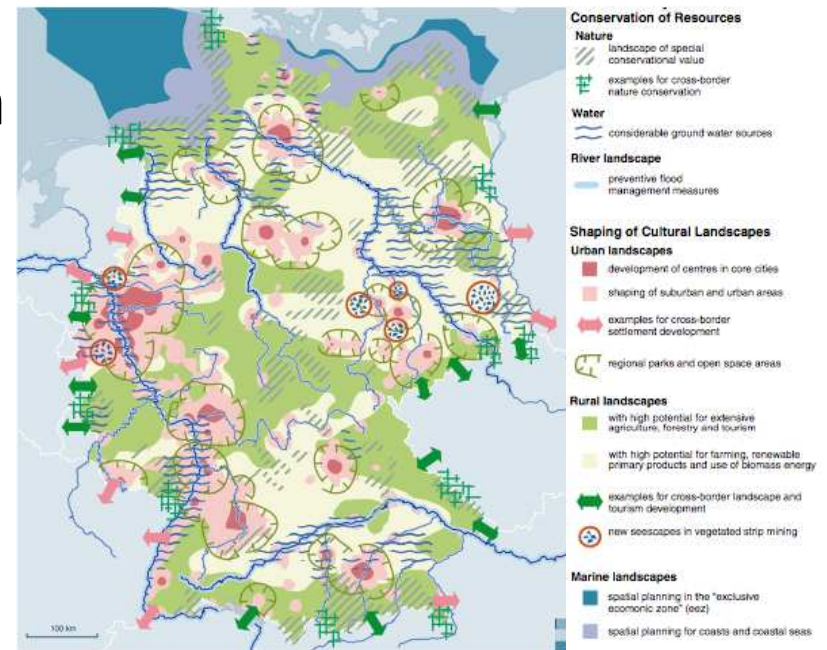 Conservation of Resources
Nature
landscape of special
conservational value
examples for cross-border
nature conservation
Water
considerable ground water sources
River landscape
preventive flood
management measures
Shaping of Cultural Landscapes
Urban landscapes
development of centres in core cities
shaping of suburban and urban areas
examples for cross-border
settlement development
regional parks and open space areas
Rural landscapes
with high potential for extensive
agriculture, forestry and tourism
with high potential for farming, renewable
primary products and use of biomass energy
examples for cross-border landscape and
tourism development
new seescapes in vegetated strip mining
Marine landscapes
spatial planning in the "exclusive
ecomonic zone" (eez)
spatial planning for coasts and coastal seas
100 km